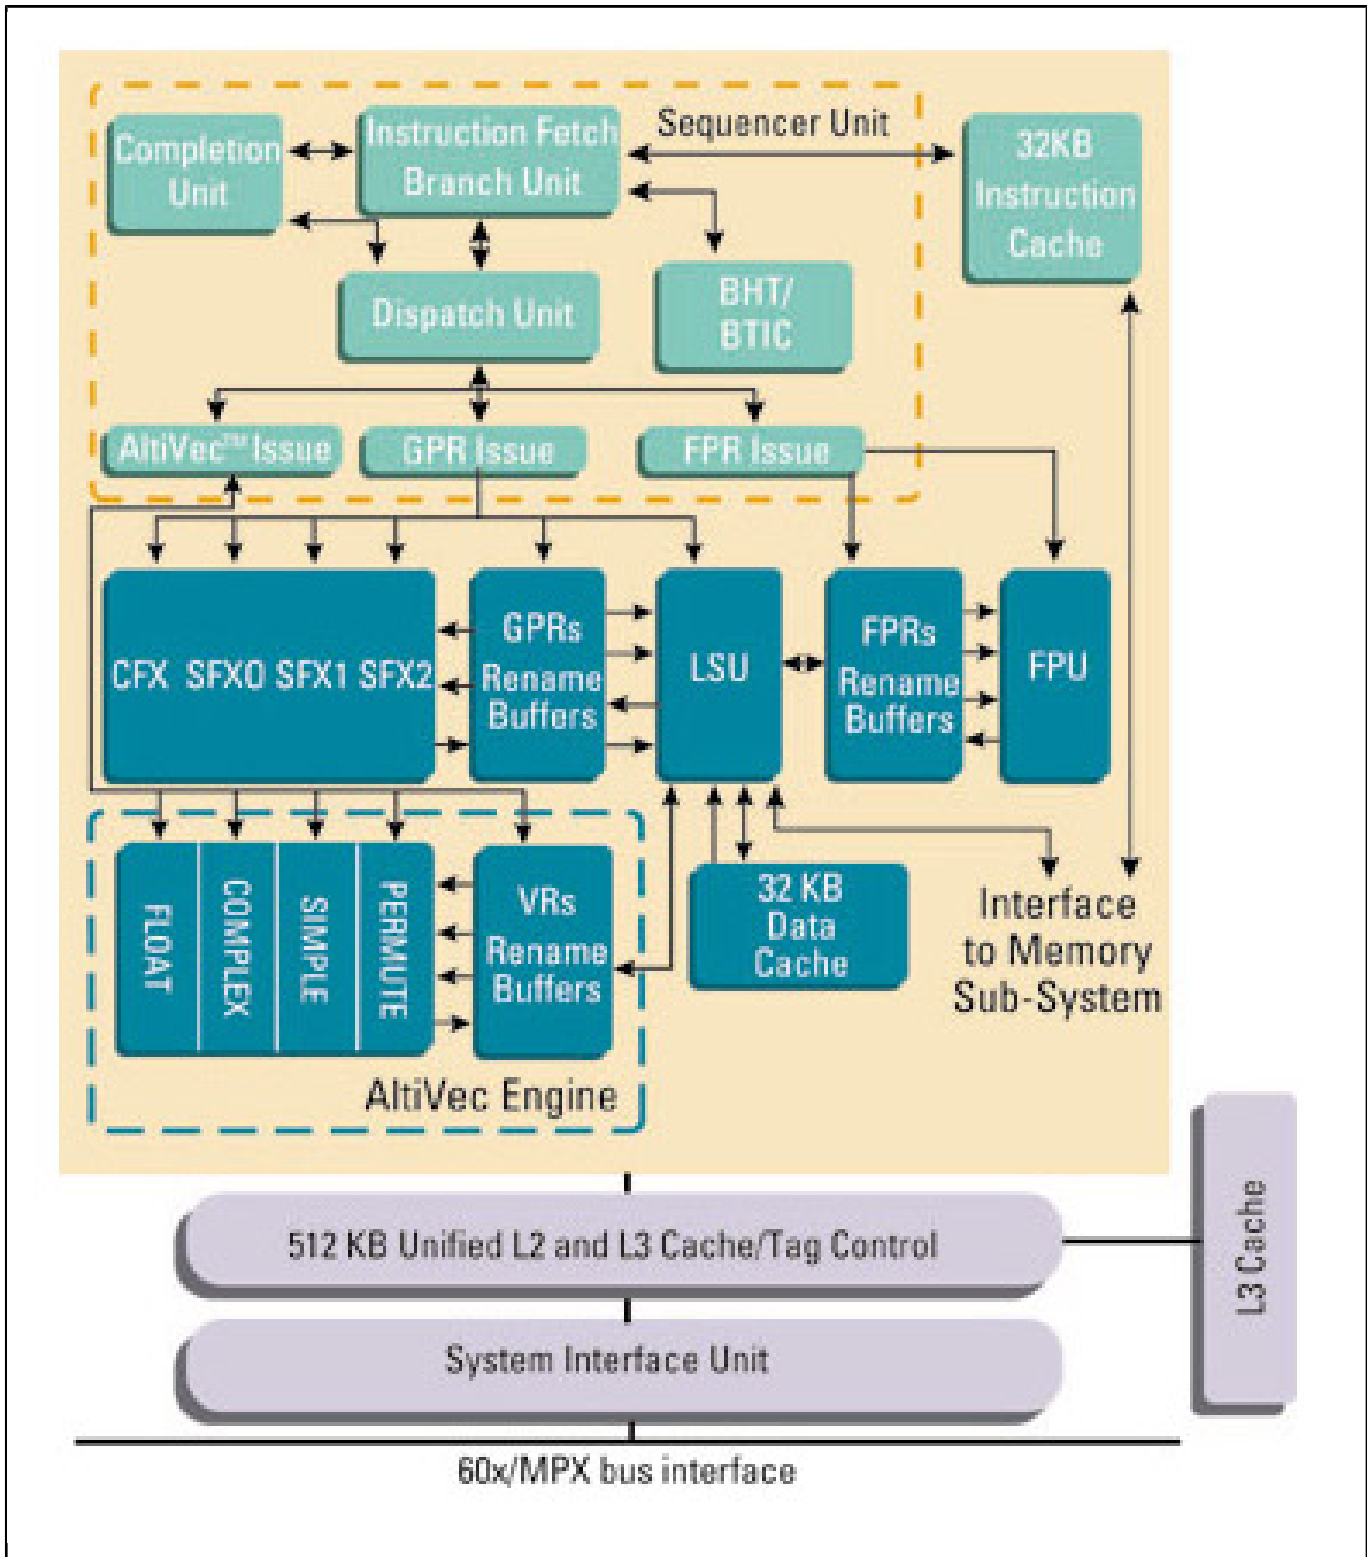 Completion
Unit
Instruction Fetch
Branch Unit
Sequencer Unit
32KB
Instruction
Cache
Dispatch Unit
BHT/
BTIC
AltiVec™ Issue
GPR Issue
FPR Issue
CFX SFX0 SFX1 SFX2
GPRs
Rename
Buffers
LSU
FPRs
Rename
Buffers
FPU
FLOAT
COMPLEX
SIMPLE
PERMUTE
VRs
Rename
Buffers
32 KB
Data
Cache
Interface
to Memory
Sub-System
AltiVec Engine
512 KB Unified L2 and L3 Cache/Tag Control
L3 Cache
System Interface Unit
60x/MPX bus interface